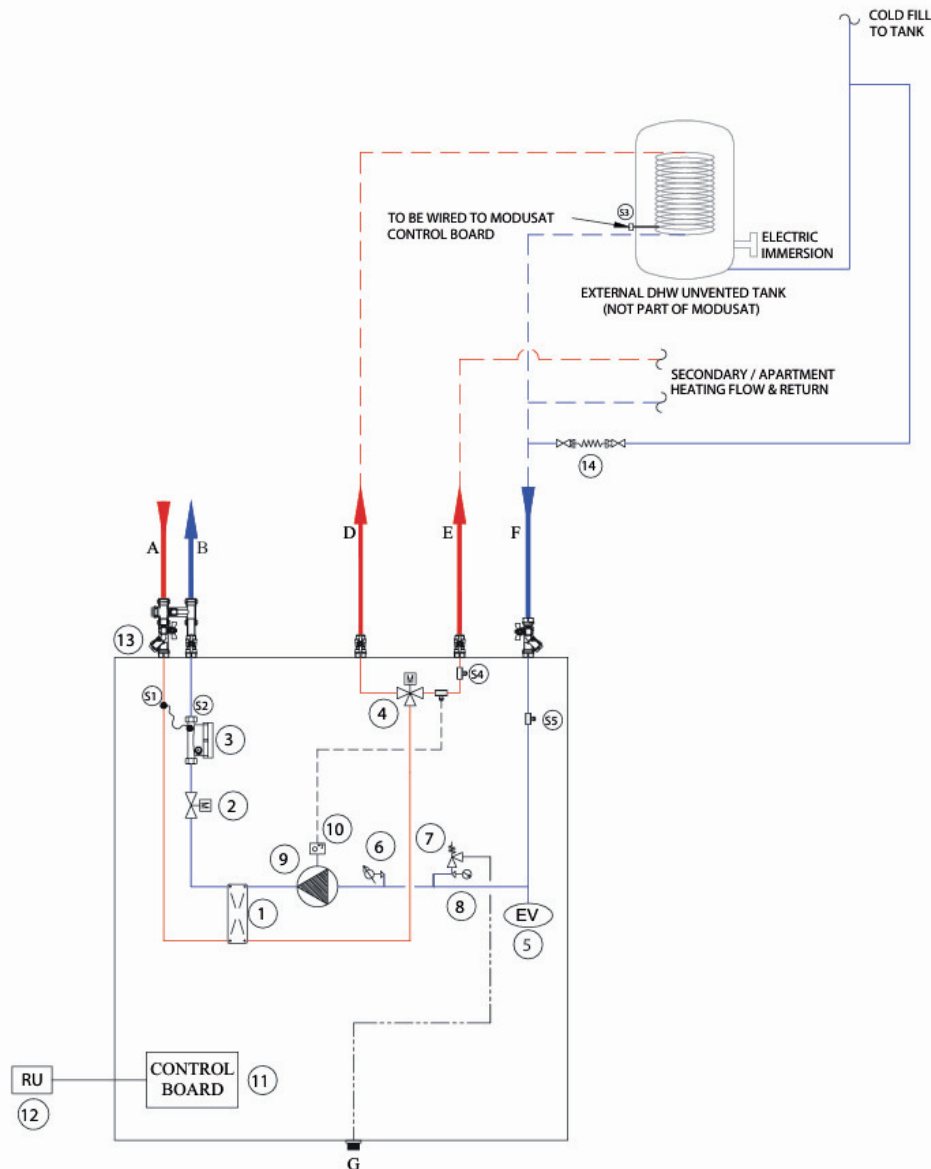 COLD FILL
TO TANK
S3
TO BE WIRED TO MODUSAT
CONTROL BOARD
ELECTRIC
IMMERSION
EXTERNAL DHW UNVENTED TANK
(NOT PART OF MODUSAT)
SECONDARY / APARTMENT
HEATING FLOW & RETURN
14
A
B
D
E
F
13
S1
S2
M
S4
4
S5
3
2
M
10
7
9
6
1
8
EV
5
CONTROL
BOARD
11
RU
12
G